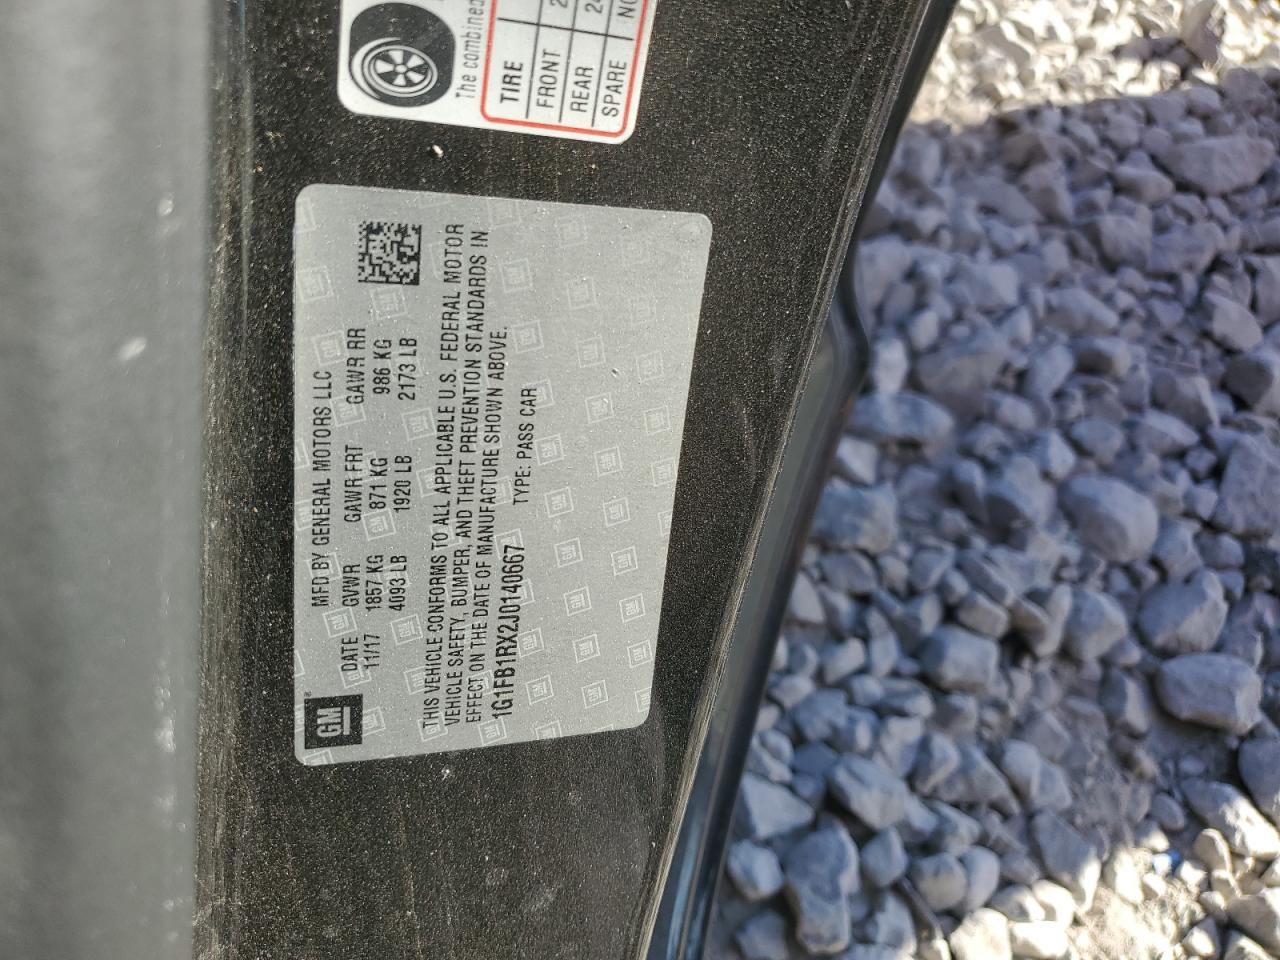 GM
MFD BY GENERAL MOTORS LLC
DATE GVWR GAWR FRT GAWR RR
11/17 1857 KG 871 KG 986 KG
4093 LB 1920 LB 2173 LB
THIS VEHICLE CONFORMS TO ALL APPLICABLE U.S. FEDERAL MOTOR
VEHICLE SAFETY, BUMPER, AND THEFT PREVENTION STANDARDS IN
EFFECT ON THE DATE OF MANUFACTURE SHOWN ABOVE.
1G1FB1RX2J0140667 TYPE: PASS CAR
The combined
TIRE
FRONT
REAR
SPARE